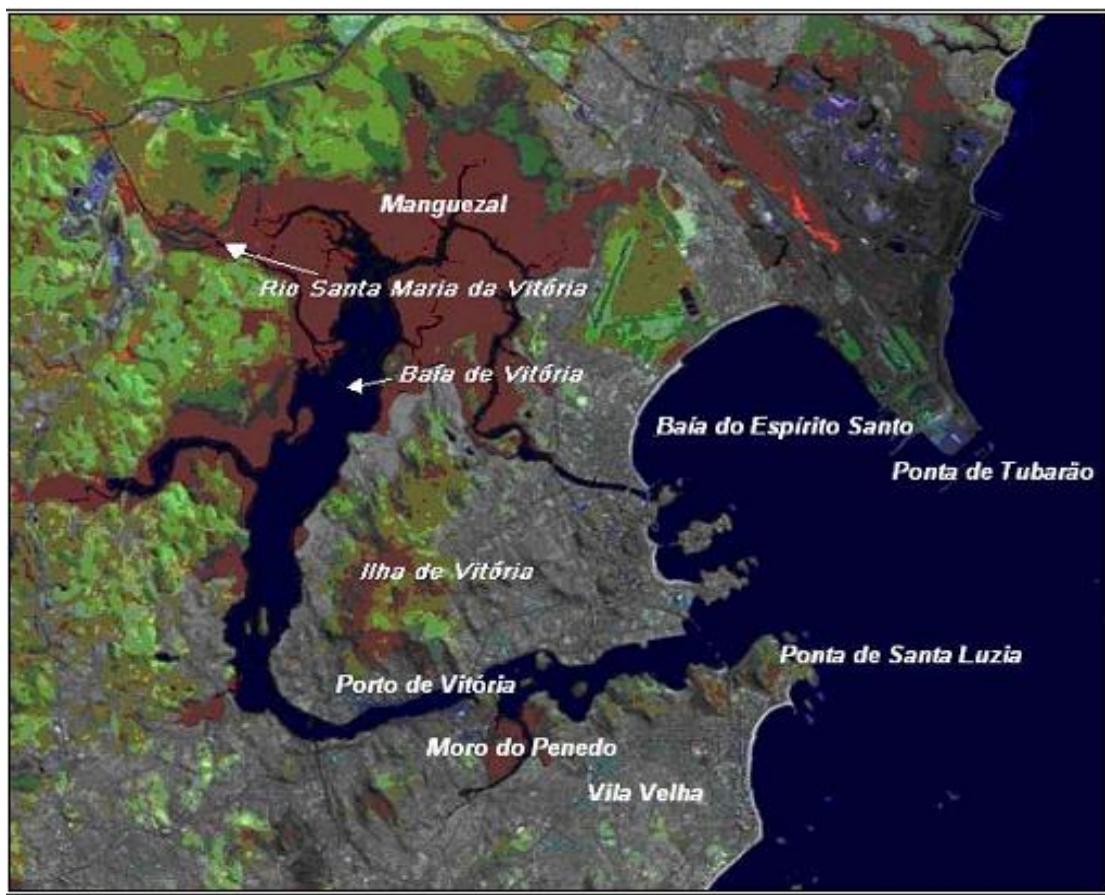 Manguezal
Rio Santa Maria da Vitória
Baía de Vitória
Baía do Espírito Santo
Ponta de Tubarão
Ilha de Vitória
Ponta de Santa Luzia
Porto de Vitória
Moro do Penedo
Vila Velha